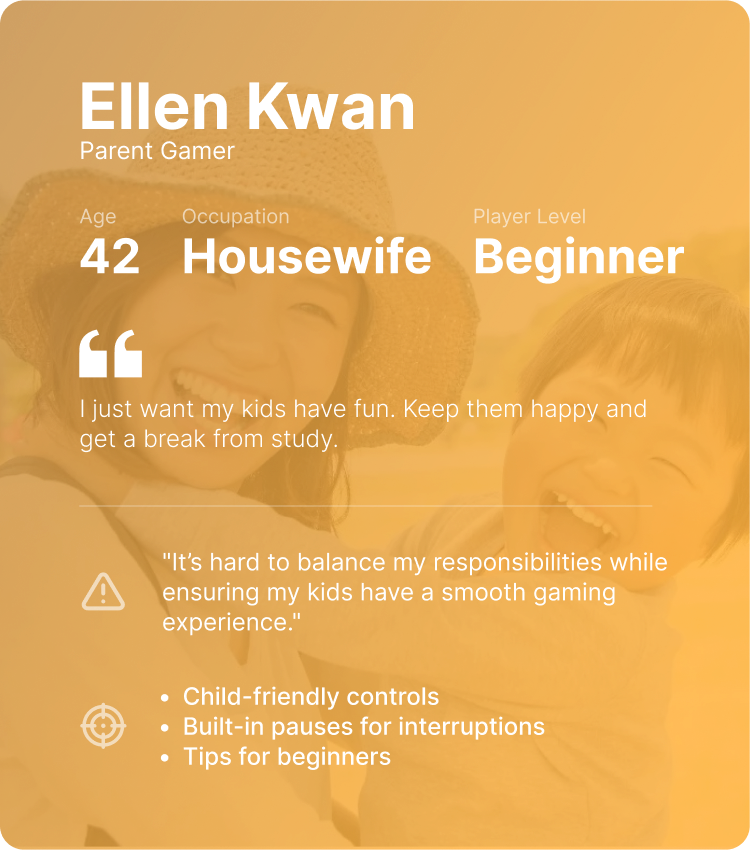 Ellen Kwan
Parent Gamer
Age Occupation Player Level
42 Housewife Beginner
❝
I just want my kids have fun. Keep them happy and
get a break from study.
"It’s hard to balance my responsibilities while
ensuring my kids have a smooth gaming
experience."
• Child-friendly controls
• Built-in pauses for interruptions
• Tips for beginners